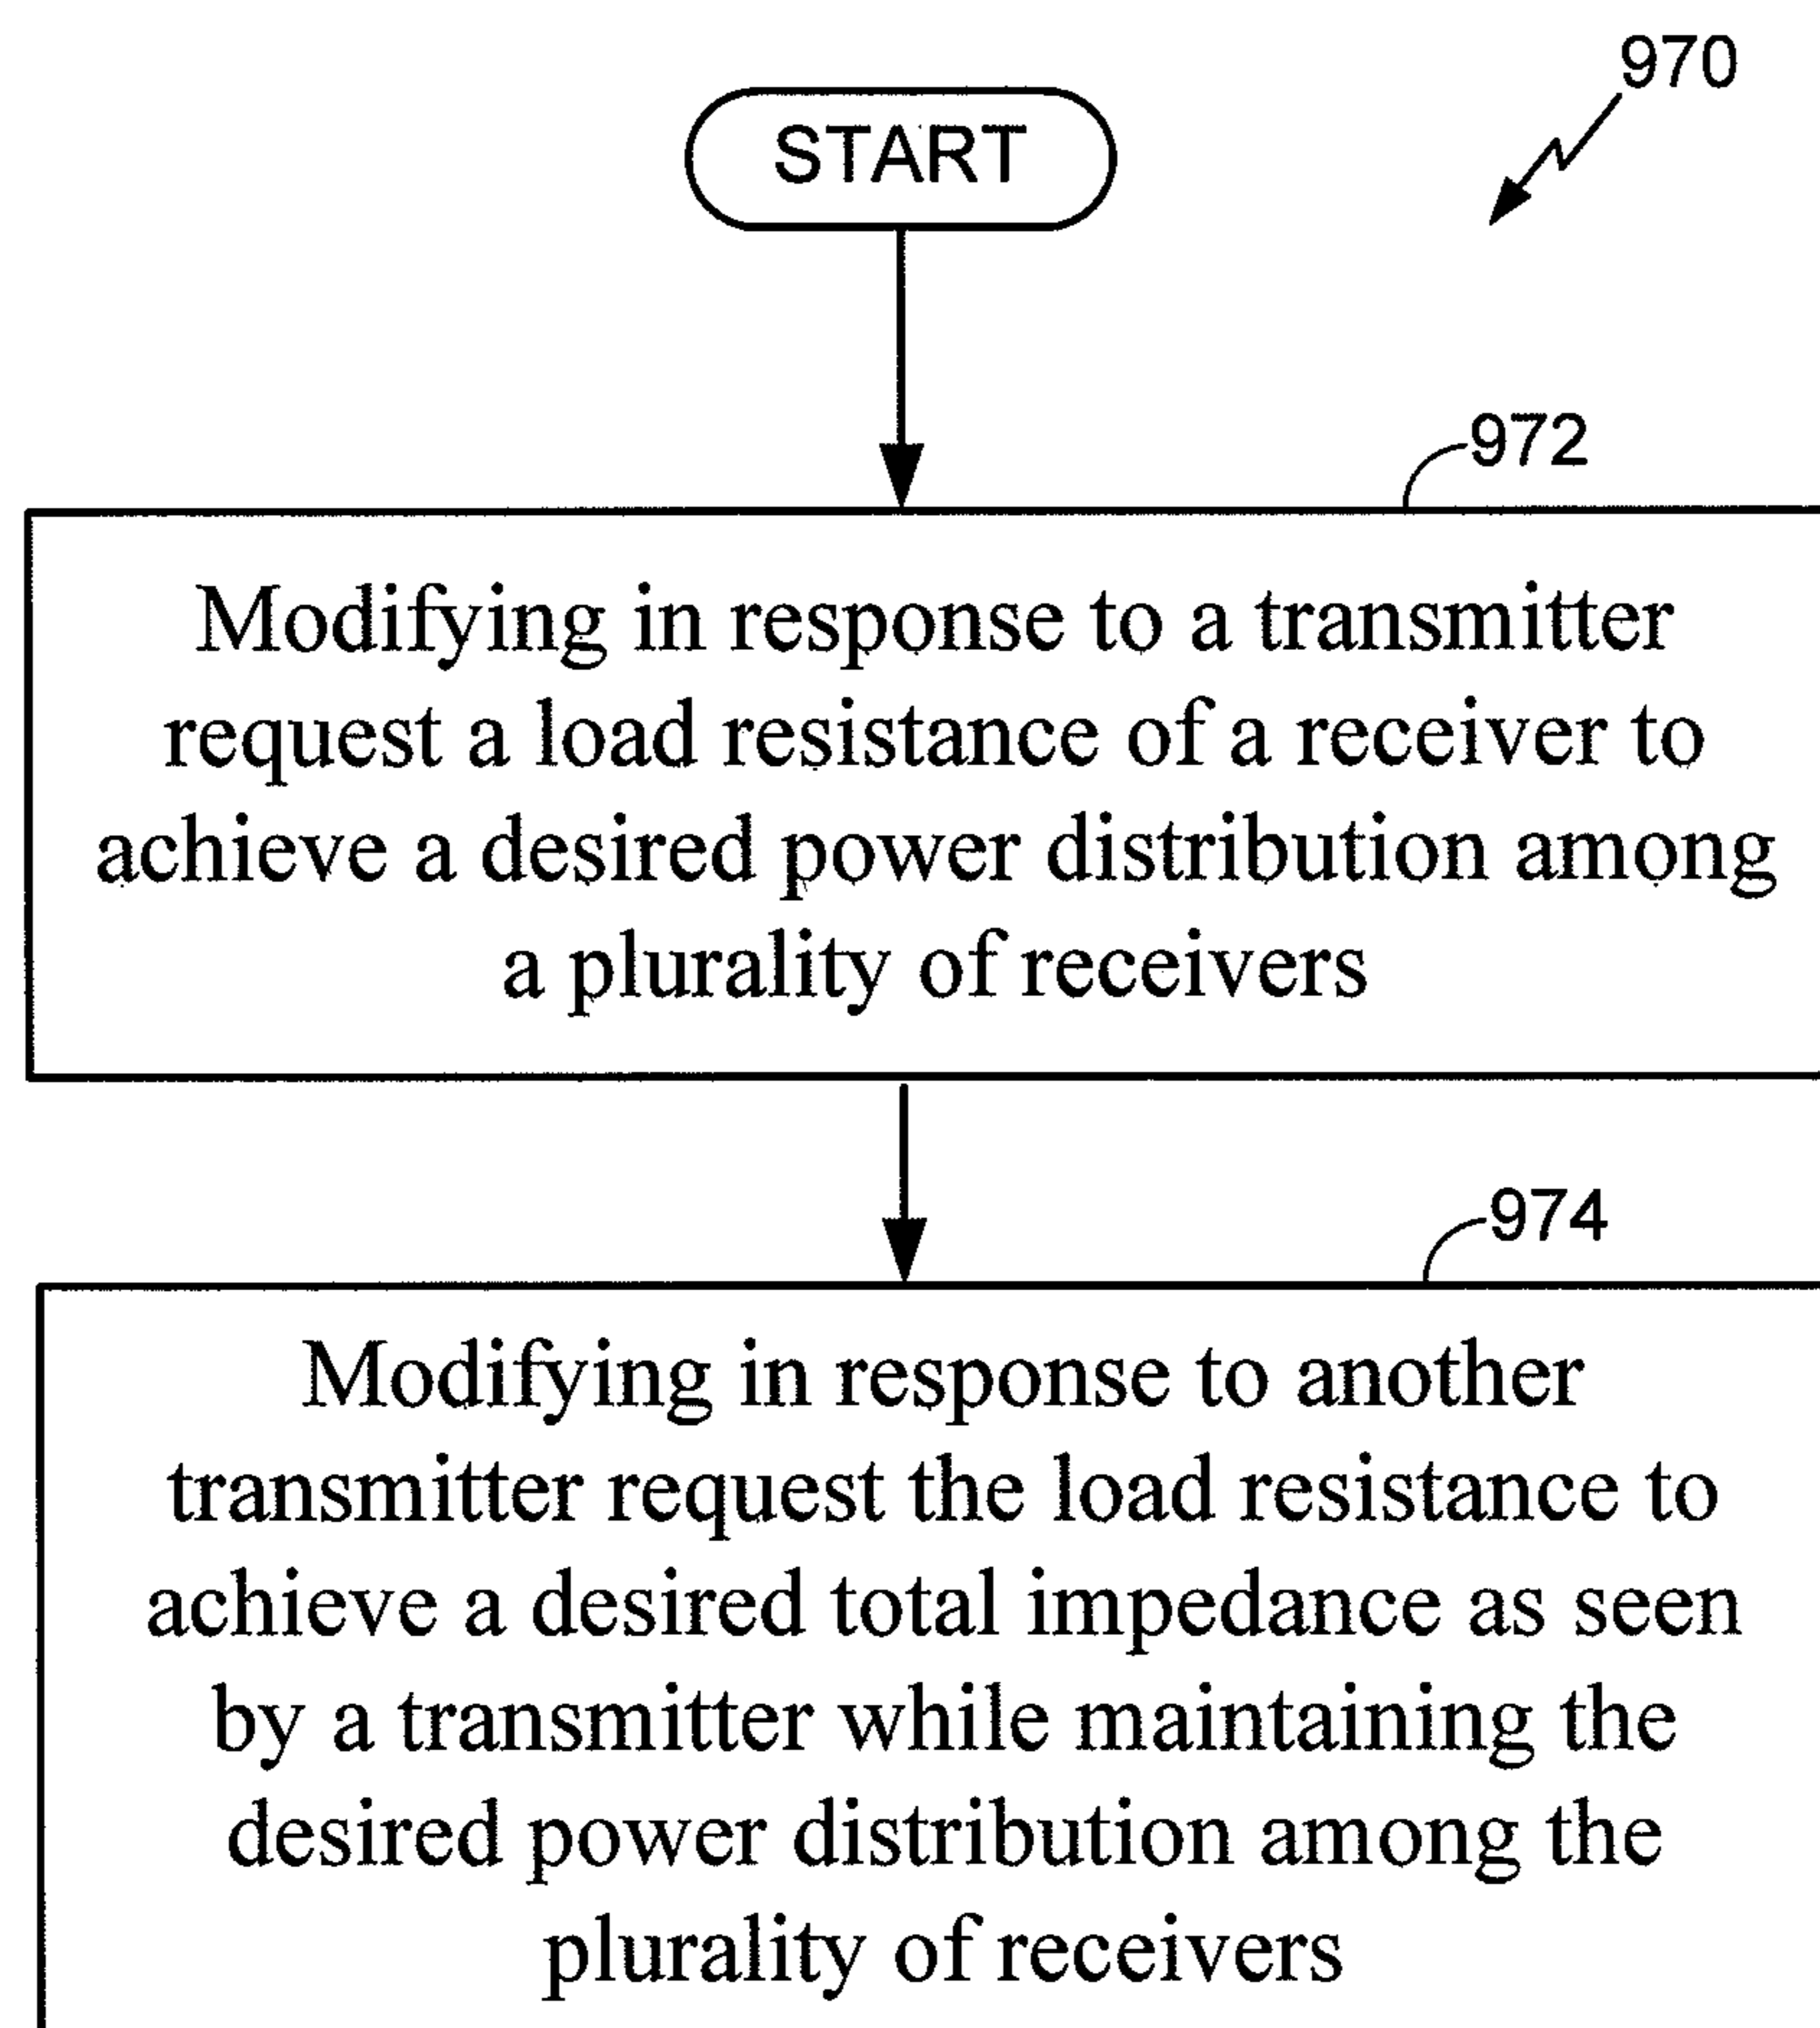 970
START
972
Modifying in response to a transmitter
request a load resistance of a receiver to
achieve a desired power distribution among
a plurality of receivers
974
Modifying in response to another
transmitter request the load resistance to
achieve a desired total impedance as seen
by a transmitter while maintaining the
desired power distribution among the
plurality of receivers